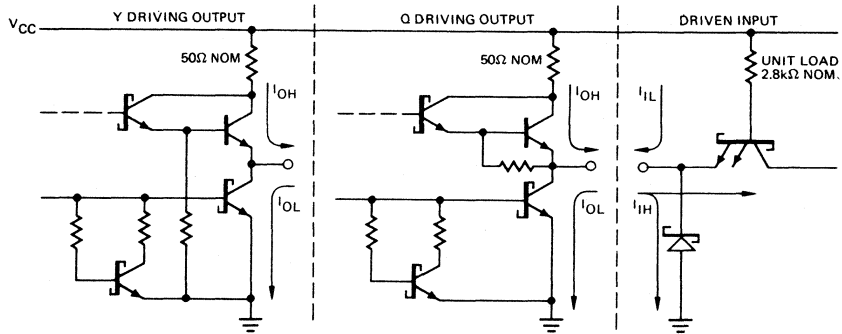 Y DRIVING OUTPUT
Q DRIVING OUTPUT
DRIVEN INPUT
VCC
50Ω NOM
50Ω NOM
UNIT LOAD
2.8kΩ NOM.
IOH
IOH
IIL
IOL
IOL
IIH